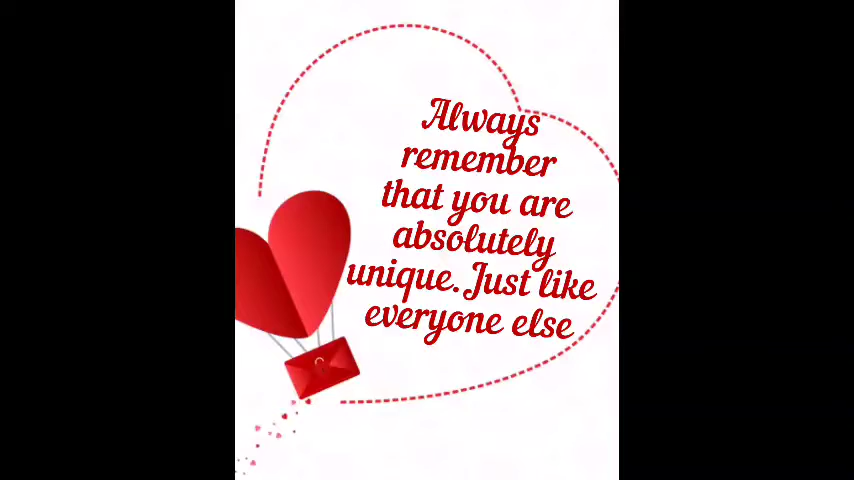 Always
remember
that you are
absolutely
unique. Just like
everyone else